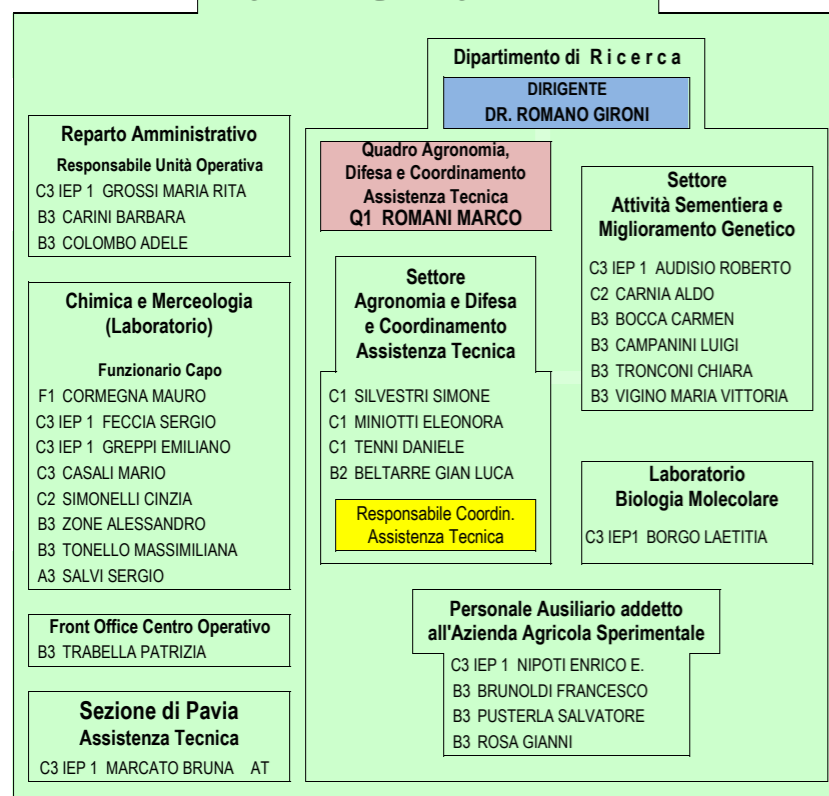 Dipartimento di R i c e r c a
DIRIGENTE
DR. ROMANO GIRONI
Reparto Amministrativo
Responsabile Unità Operativa
C3 IEP 1 GROSSI MARIA RITA
B3 CARINI BARBARA
B3 COLOMBO ADELE
Chimica e Merceologia
(Laboratorio)
Funzionario Capo
F1 CORMEGNA MAURO
C3 IEP 1 FECCIA SERGIO
C3 IEP 1 GREPPI EMILIANO
C3 CASALI MARIO
C2 SIMONELLI CINZIA
B3 ZONE ALESSANDRO
B3 TONELLO MASSIMILIANA
A3 SALVI SERGIO
Front Office Centro Operativo
B3 TRABELLA PATRIZIA
Sezione di Pavia
Assistenza Tecnica
C3 IEP 1 MARCATO BRUNA AT
Quadro Agronomia,
Difesa e Coordinamento
Assistenza Tecnica
Q1 ROMANI MARCO
Settore
Agronomia e Difesa
e Coordinamento
Assistenza Tecnica
C1 SILVESTRI SIMONE
C1 MINIOTTI ELEONORA
C1 TENNI DANIELE
B2 BELTARRE GIAN LUCA
Responsabile Coordin.
Assistenza Tecnica
Settore
Attività Sementiera e
Miglioramento Genetico
C3 IEP 1 AUDISIO ROBERTO
C2 CARNIA ALDO
B3 BOCCA CARMEN
B3 CAMPANINI LUIGI
B3 TRONCONI CHIARA
B3 VIGINO MARIA VITTORIA
Laboratorio
Biologia Molecolare
C3 IEP1 BORGO LAETITIA
Personale Ausiliario addetto
all'Azienda Agricola Sperimentale
C3 IEP 1 NIPOTI ENRICO E.
B3 BRUNOLDI FRANCESCO
B3 PUSTERLA SALVATORE
B3 ROSA GIANNI